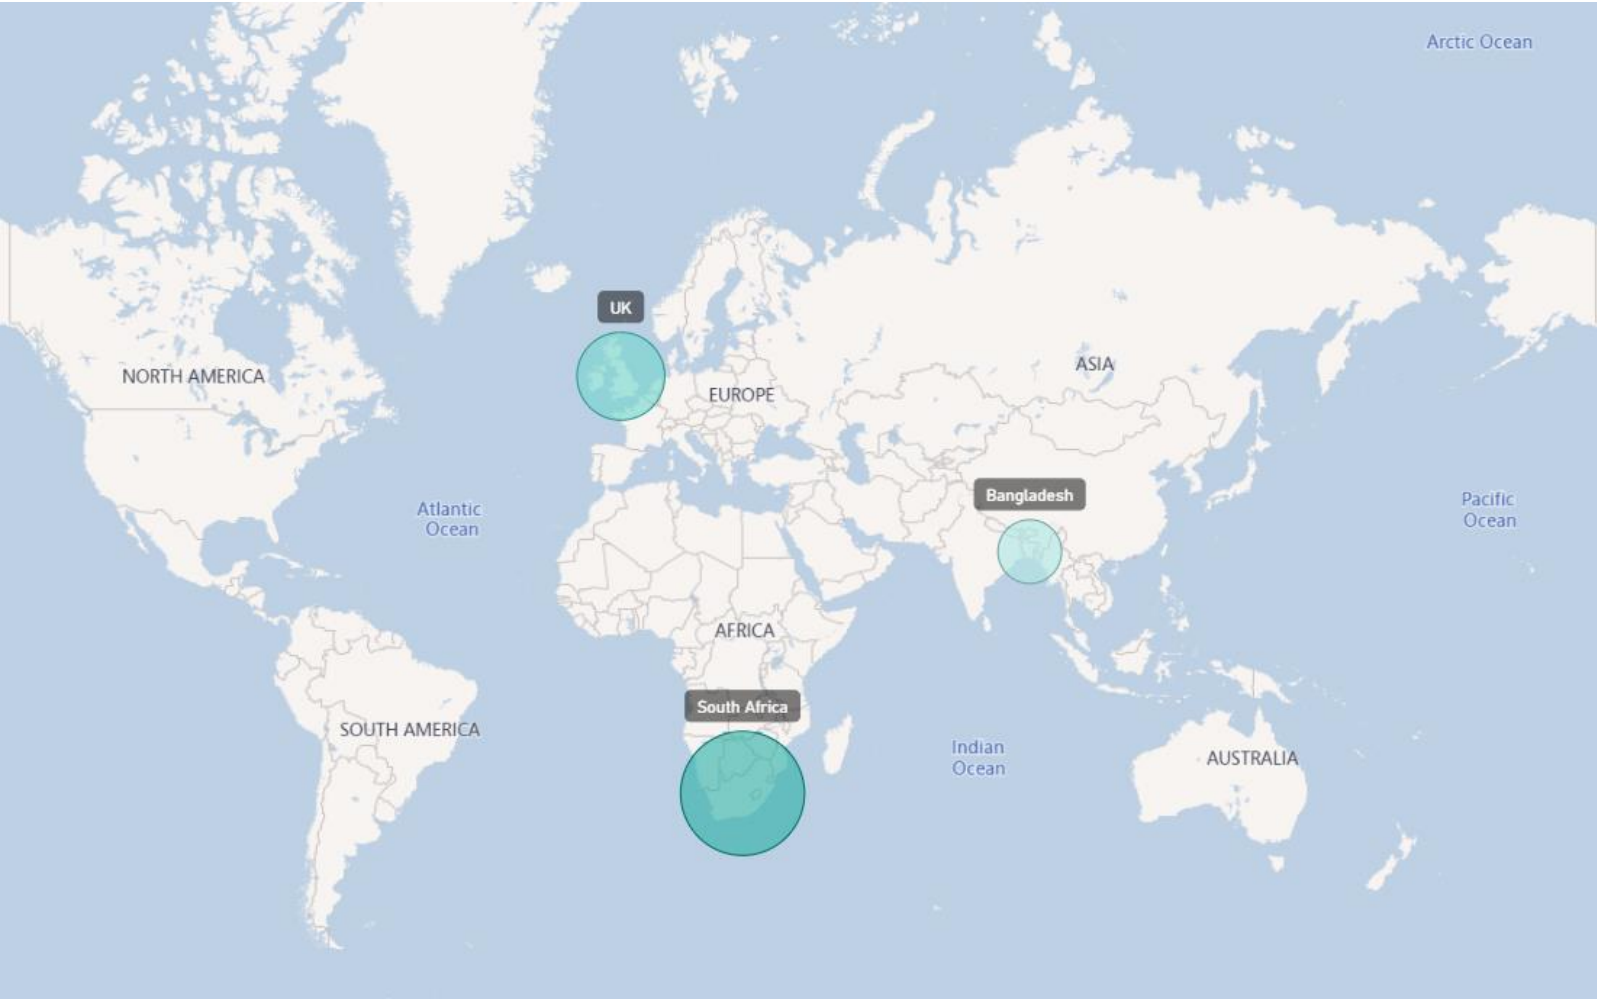 Arctic Ocean
UK
NORTH AMERICA
ASIA
EUROPE
Bangladesh
Atlantic
Ocean
Pacific
Ocean
AFRICA
South Africa
SOUTH AMERICA
Indian
Ocean
AUSTRALIA